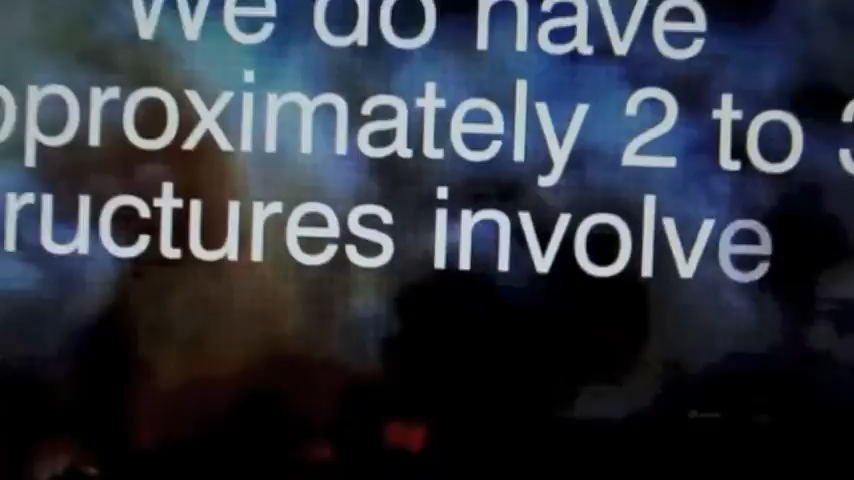 We do have
pproximately 2 to 3
ructures involve